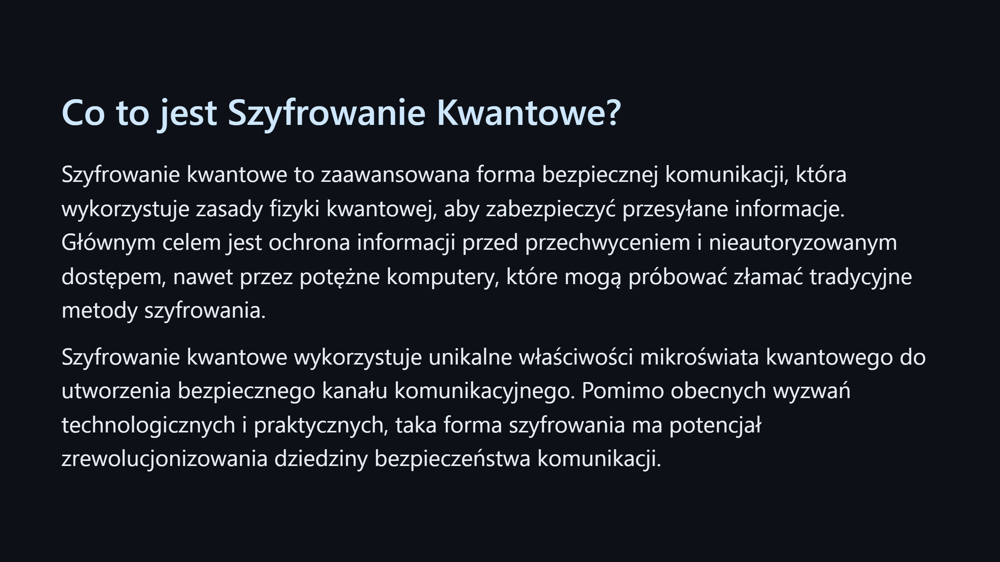 Co to jest Szyfrowanie Kwantowe?
Szyfrowanie kwantowe to zaawansowana forma bezpiecznej komunikacji, która
wykorzystuje zasady fizyki kwantowej, aby zabezpieczyć przesyłane informacje.
Głównym celem jest ochrona informacji przed przechwyceniem i nieautoryzowanym
dostępem, nawet przez potężne komputery, które mogą próbować złamać tradycyjne
metody szyfrowania.
Szyfrowanie kwantowe wykorzystuje unikalne właściwości mikroświata kwantowego do
utworzenia bezpiecznego kanału komunikacyjnego. Pomimo obecnych wyzwań
technologicznych i praktycznych, taka forma szyfrowania ma potencjał
zrewolucjonizowania dziedziny bezpieczeństwa komunikacji.